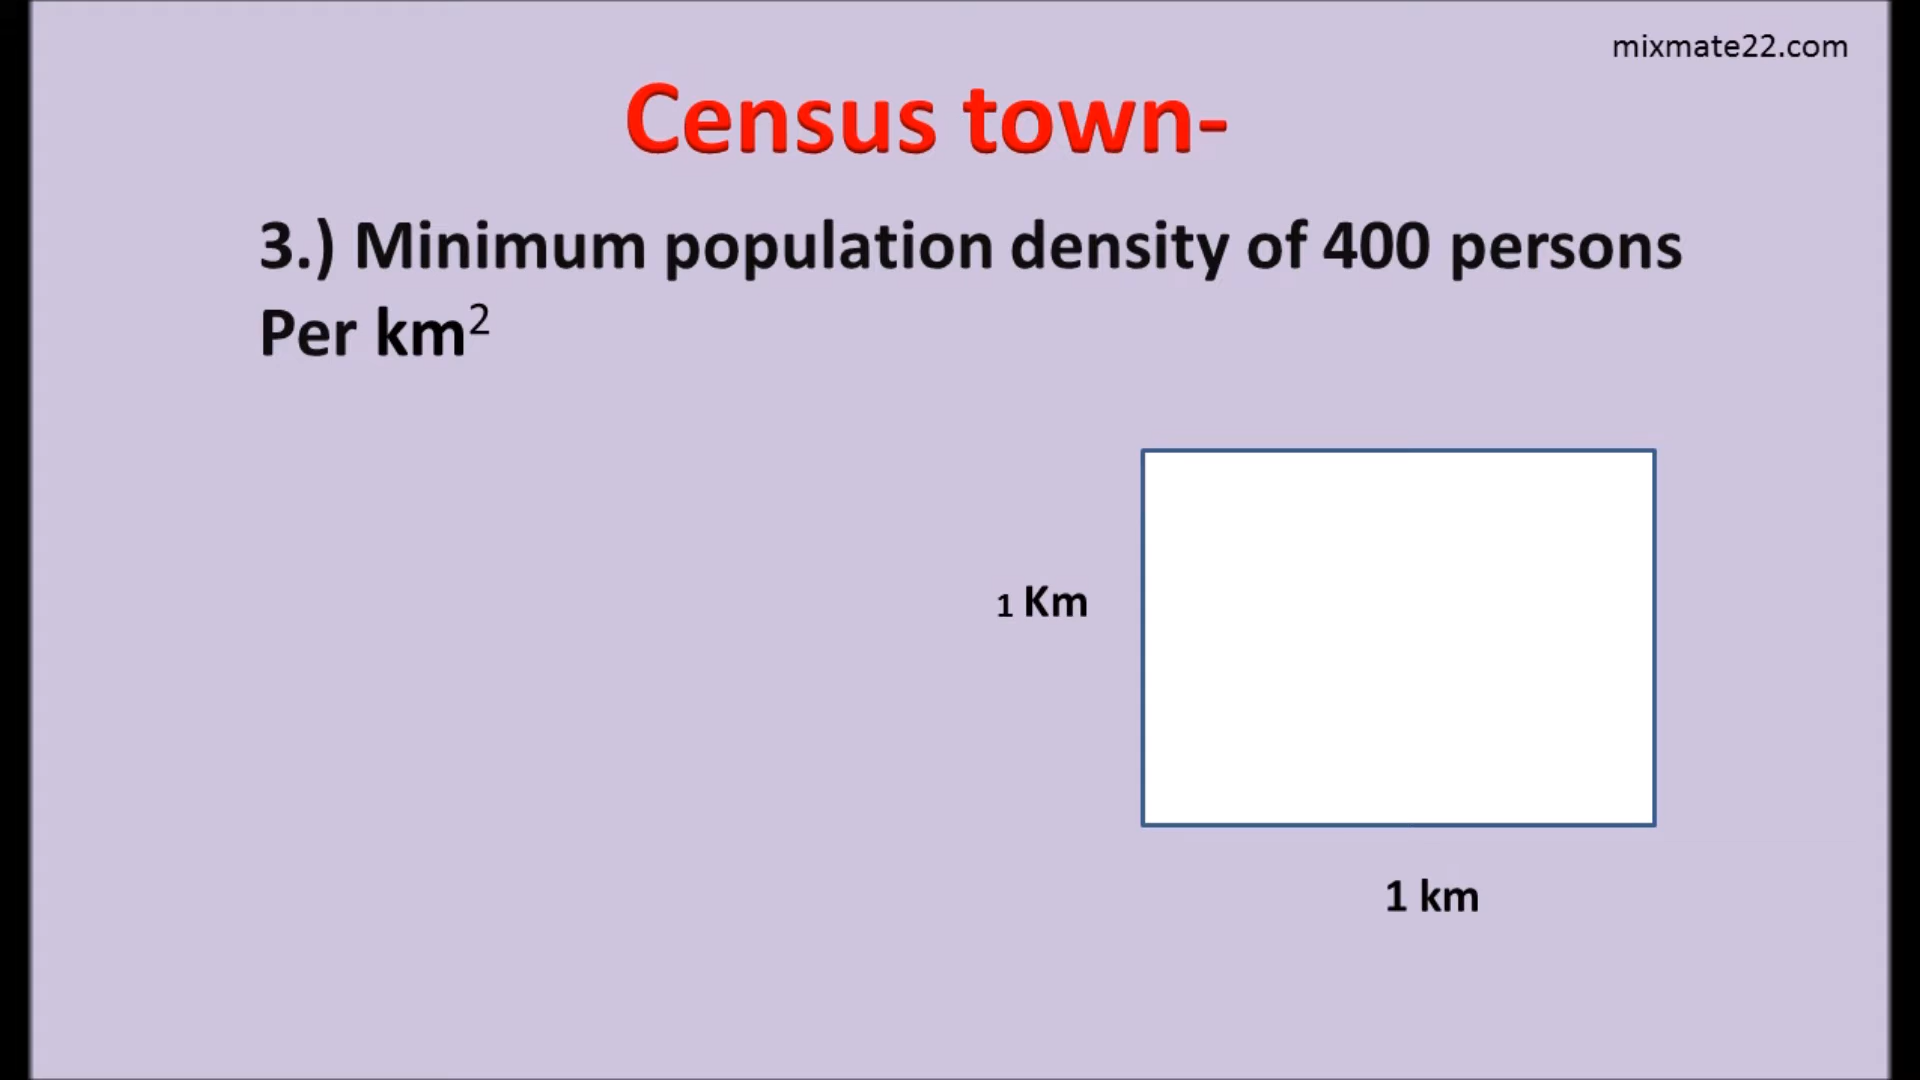 mixmate22.com
Census town-
3.) Minimum population density of 400 persons
Per km²
1 Km
1 km